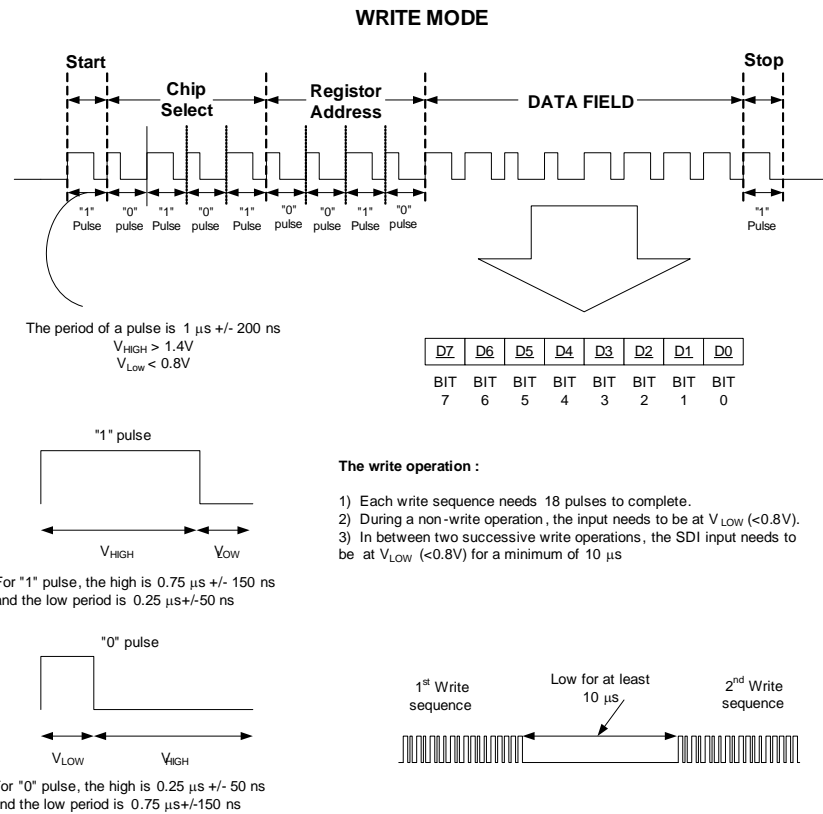 WRITE MODE
Start
Stop
Chip
Select
Registor
Address
DATA FIELD
"1"
Pulse
"0"
pulse
"1"
Pulse
"0"
pulse
"1"
Pulse
"0"
pulse
"0"
pulse
"1"
Pulse
"0"
pulse
"1"
Pulse
The period of a pulse is 1 μs +/- 200 ns
VHIGH > 1.4V
VLow < 0.8V
D7 D6 D5 D4 D3 D2 D1 D0
BIT BIT BIT BIT BIT BIT BIT BIT
7 6 5 4 3 2 1 0
"1" pulse
VHIGH VLOW
For "1" pulse, the high is 0.75 μs +/- 150 ns
and the low period is 0.25 μs+/-50 ns
The write operation :
1) Each write sequence needs 18 pulses to complete.
2) During a non-write operation, the input needs to be at VLOW (<0.8V).
3) In between two successive write operations, the SDI input needs to
be at VLOW (<0.8V) for a minimum of 10 μs
"0" pulse
VLOW VHIGH
For "0" pulse, the high is 0.25 μs +/- 50 ns
and the low period is 0.75 μs+/-150 ns
1st Write
sequence
Low for at least
10 μs
2nd Write
sequence